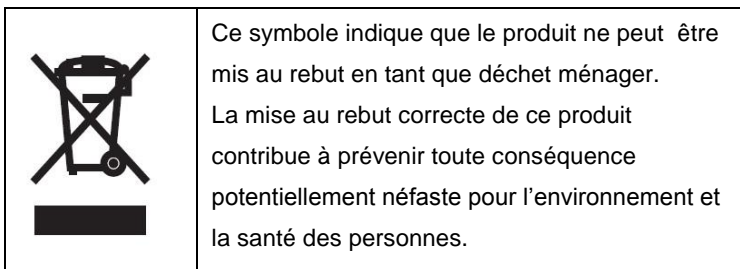 Ce symbole indique que le produit ne peut  être
mis au rebut en tant que déchet ménager.
La mise au rebut correcte de ce produit
contribue à prévenir toute conséquence
potentiellement néfaste pour l’environnement et
la santé des personnes.